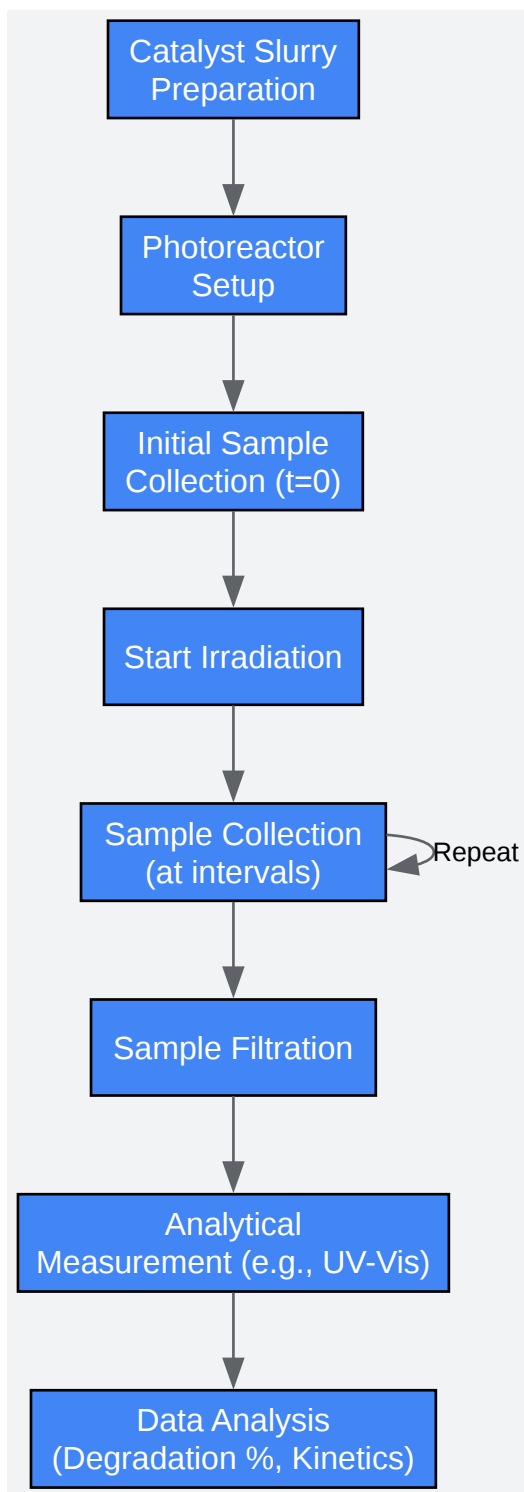 Catalyst Slurry
Preparation
Photoreactor
Setup
Initial Sample
Collection (t=0)
Start Irradiation
Sample Collection
(at intervals)
Repeat
Sample Filtration
Analytical
Measurement (e.g., UV-Vis)
Data Analysis
(Degradation %, Kinetics)